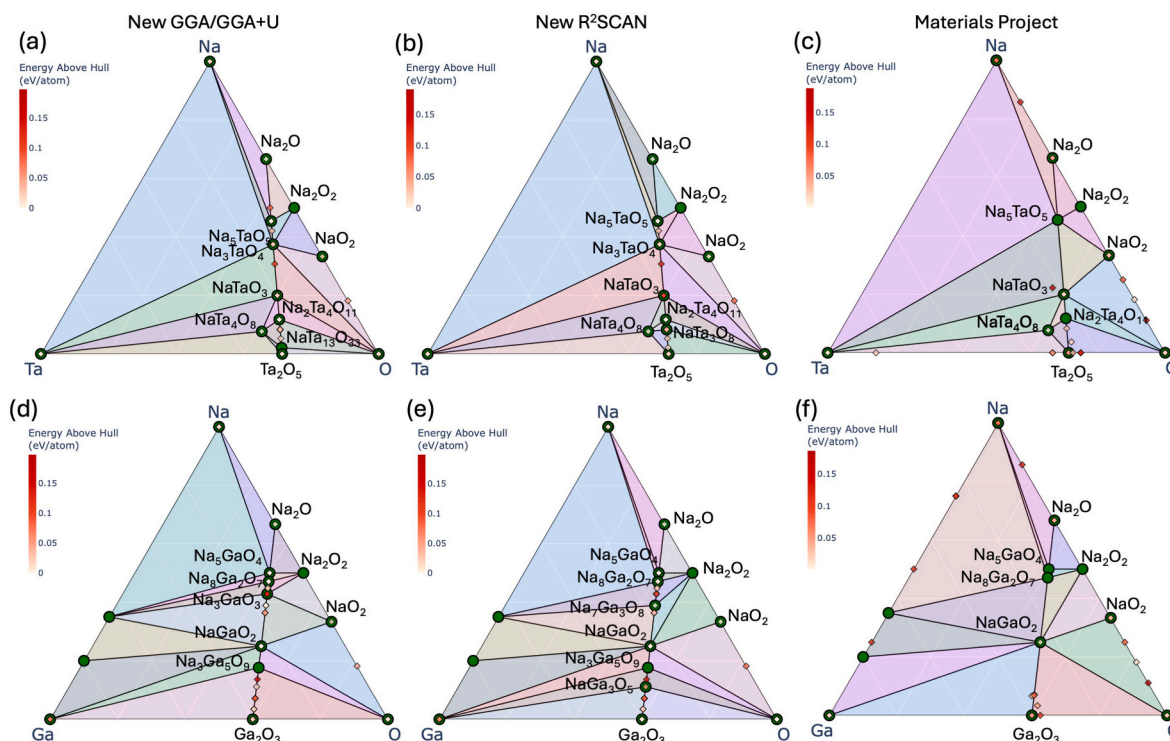 New GGA/GGA+U
New R²SCAN
Materials Project
(a)
Na
Energy Above Hull
(eV/atom)
0.15
0.1
0.05
0
Na₂O
Na₂O₂
Na₅TaO₅
Na₃TaO₄
NaO₂
NaTaO₃
Na₂Ta₄O₁₁
NaTa₄O₈
NaTa₁₃O₃₃
Ta
Ta₂O₅
O
(b)
Na
Energy Above Hull
(eV/atom)
0.15
0.1
0.05
0
Na₂O
Na₂O₂
Na₅TaO₅
Na₃TaO₄
NaO₂
NaTaO₃
Na₂Ta₄O₁₁
NaTa₄O₈
NaTa₃O₈
Ta
Ta₂O₅
O
(c)
Na
Energy Above Hull
(eV/atom)
0.15
0.1
0.05
Na₂O
Na₂O₂
Na₅TaO₅
NaO₂
NaTaO₃
Na₂Ta₄O₁₁
NaTa₄O₈
Ta
Ta₂O₅
O
(d)
Na
Energy Above Hull
(eV/atom)
0.15
0.1
0.05
0
Na₂O
Na₅GaO₄
Na₂O₂
Na₈Ga₂O₇
Na₃GaO₃
NaO₂
NaGaO₂
Na₃Ga₅O₉
Ga
Ga₂O₃
O
(e)
Na
Energy Above Hull
(eV/atom)
0.15
0.1
0.05
0
Na₂O
Na₅GaO₄
Na₂O₂
Na₈Ga₂O₇
Na₇Ga₃O₈
NaO₂
NaGaO₂
Na₃Ga₅O₉
NaGa₃O₅
Ga
Ga₂O₃
O
(f)
Na
Energy Above Hull
(eV/atom)
0.15
0.1
0.05
Na₂O
Na₅GaO₄
Na₂O₂
Na₈Ga₂O₇
NaO₂
NaGaO₂
Ga
Ga₂O₃
O